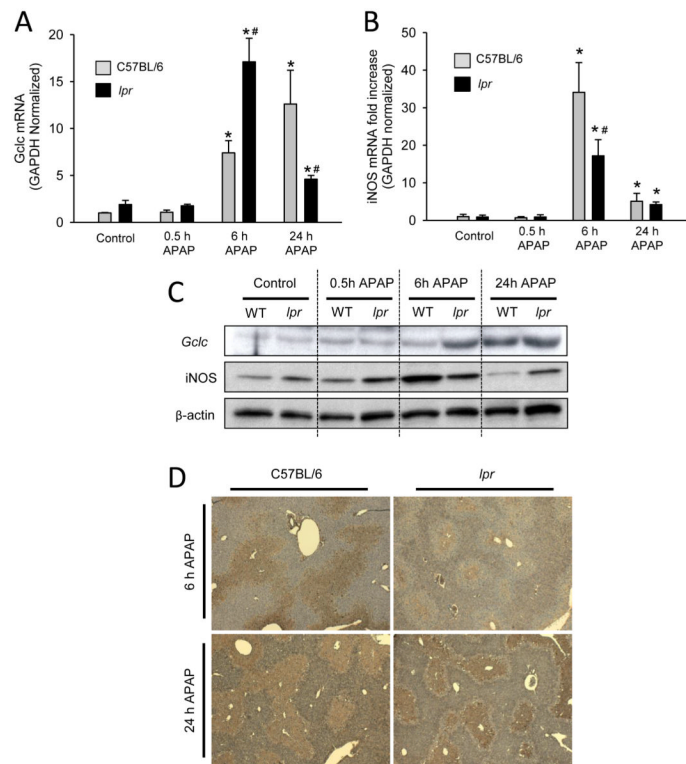 A
Gclc mRNA
(GAPDH Normalized)
20
15
10
5
0
C57BL/6
lpr
*
*#
*
*#
Control
0.5 h
APAP
6 h
APAP
24 h
APAP
B
iNOS mRNA fold increase
(GAPDH normalized)
50
40
30
20
10
0
C57BL/6
lpr
*
*#
*
*
Control
0.5 h
APAP
6 h
APAP
24 h
APAP
C
Control
0.5h APAP
6h APAP
24h APAP
WT lpr WT lpr WT lpr WT lpr
Gclc
iNOS
β-actin
D
C57BL/6
lpr
6 h APAP
24 h APAP